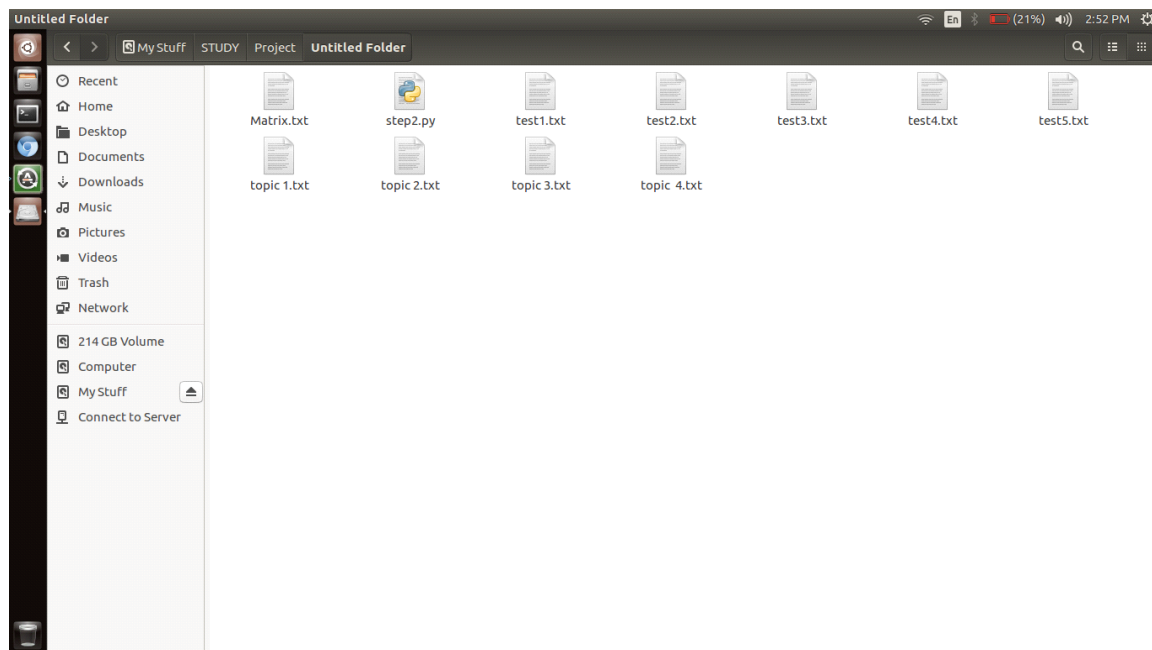 Untitled Folder
En (21%) 2:52 PM
My Stuff STUDY Project Untitled Folder
Recent
Home
Desktop
Documents
Downloads
Music
Pictures
Videos
Trash
Network
214 GB Volume
Computer
My Stuff
Connect to Server
Matrix.txt step2.py test1.txt test2.txt test3.txt test4.txt test5.txt
topic 1.txt topic 2.txt topic 3.txt topic 4.txt